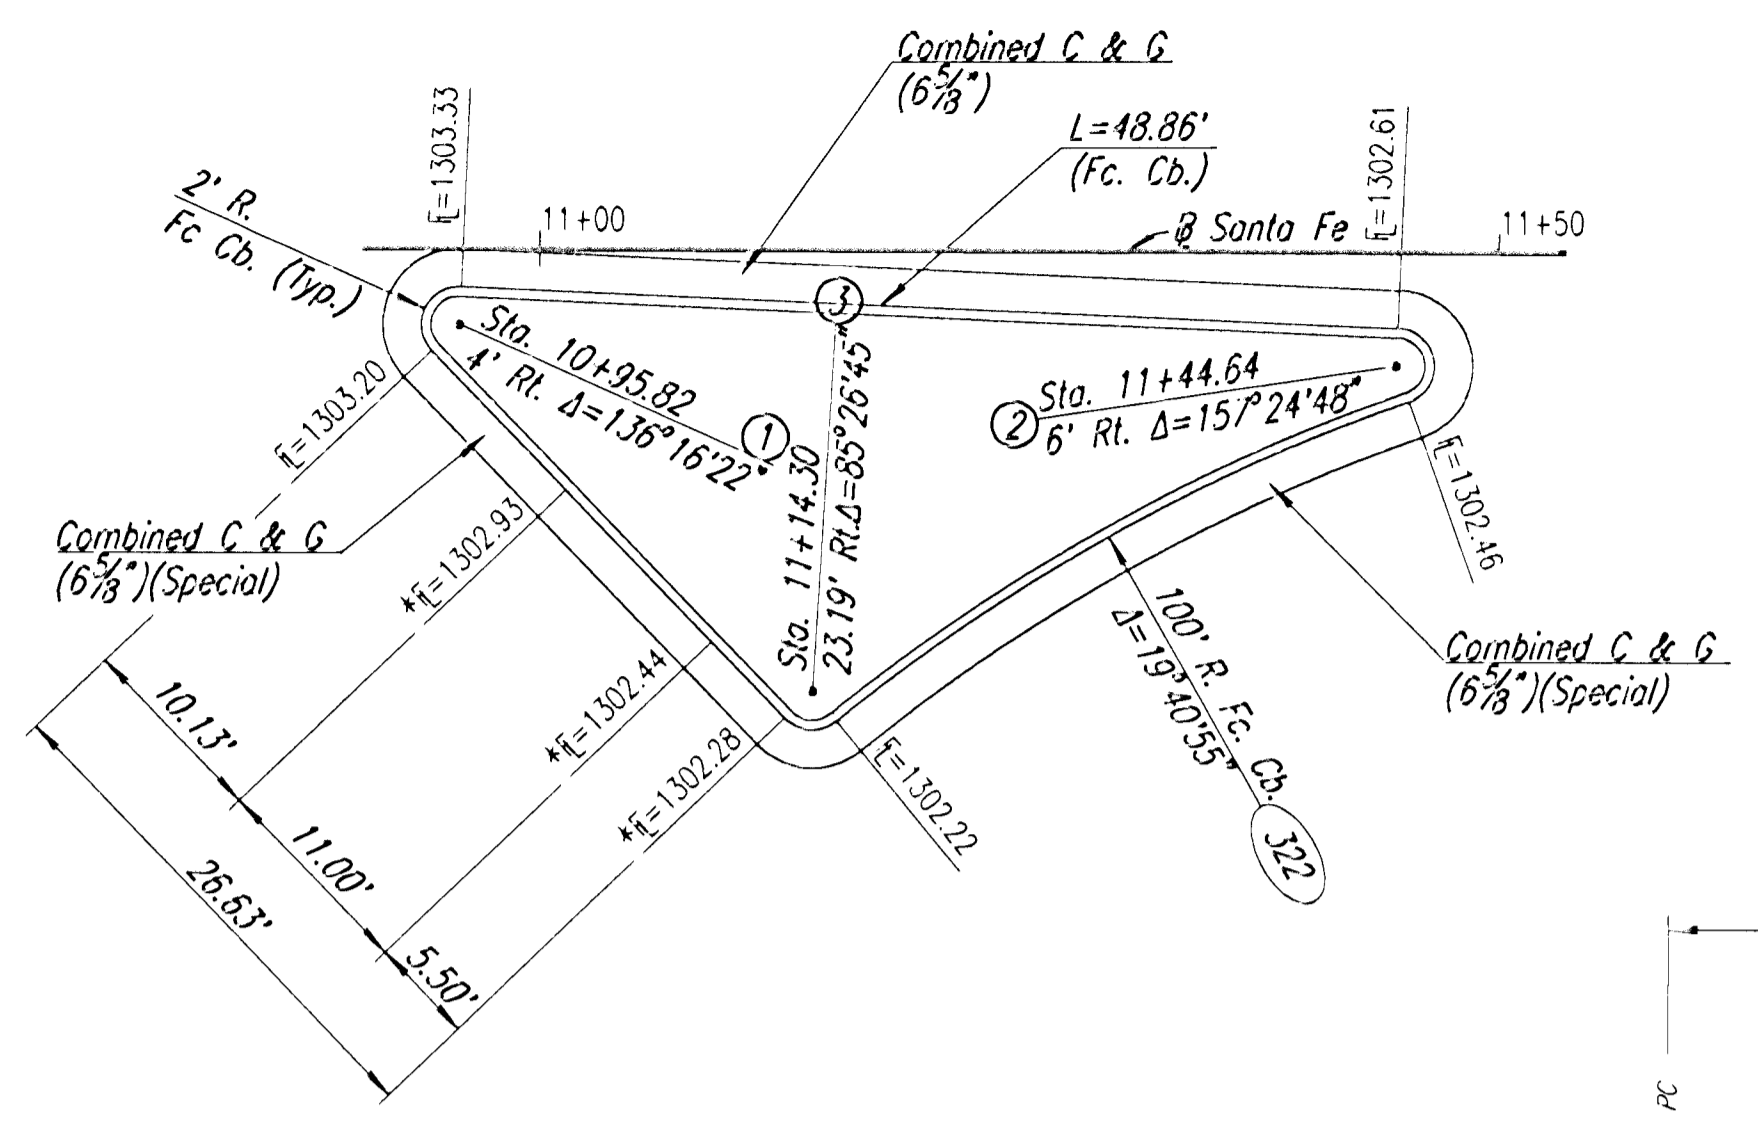 Combined C & G
(6⅝")
L=48.86'
(Fc. Cb.)
℄=1303.33
℄=1302.61
2' R.
Fc Cb. (Typ.)
11+00
℄ Santa Fe
11+50
3
Sta. 10+95.82
4' Rt. Δ=136°16'22"
1
2
Sta. 11+44.64
6' Rt. Δ=157°24'48"
Sta. 11+14.30
23.19' Rt.Δ=85°26'45"
℄=1303.20
℄=1302.46
Combined C & G
(6⅝")(Special)
*℄=1302.93
*℄=1302.44
*℄=1302.28
℄=1302.22
100' R. Fc. Cb.
Δ=19°40'55"
322
Combined C & G
(6⅝")(Special)
10.13'
11.00'
5.50'
26.63'
PC